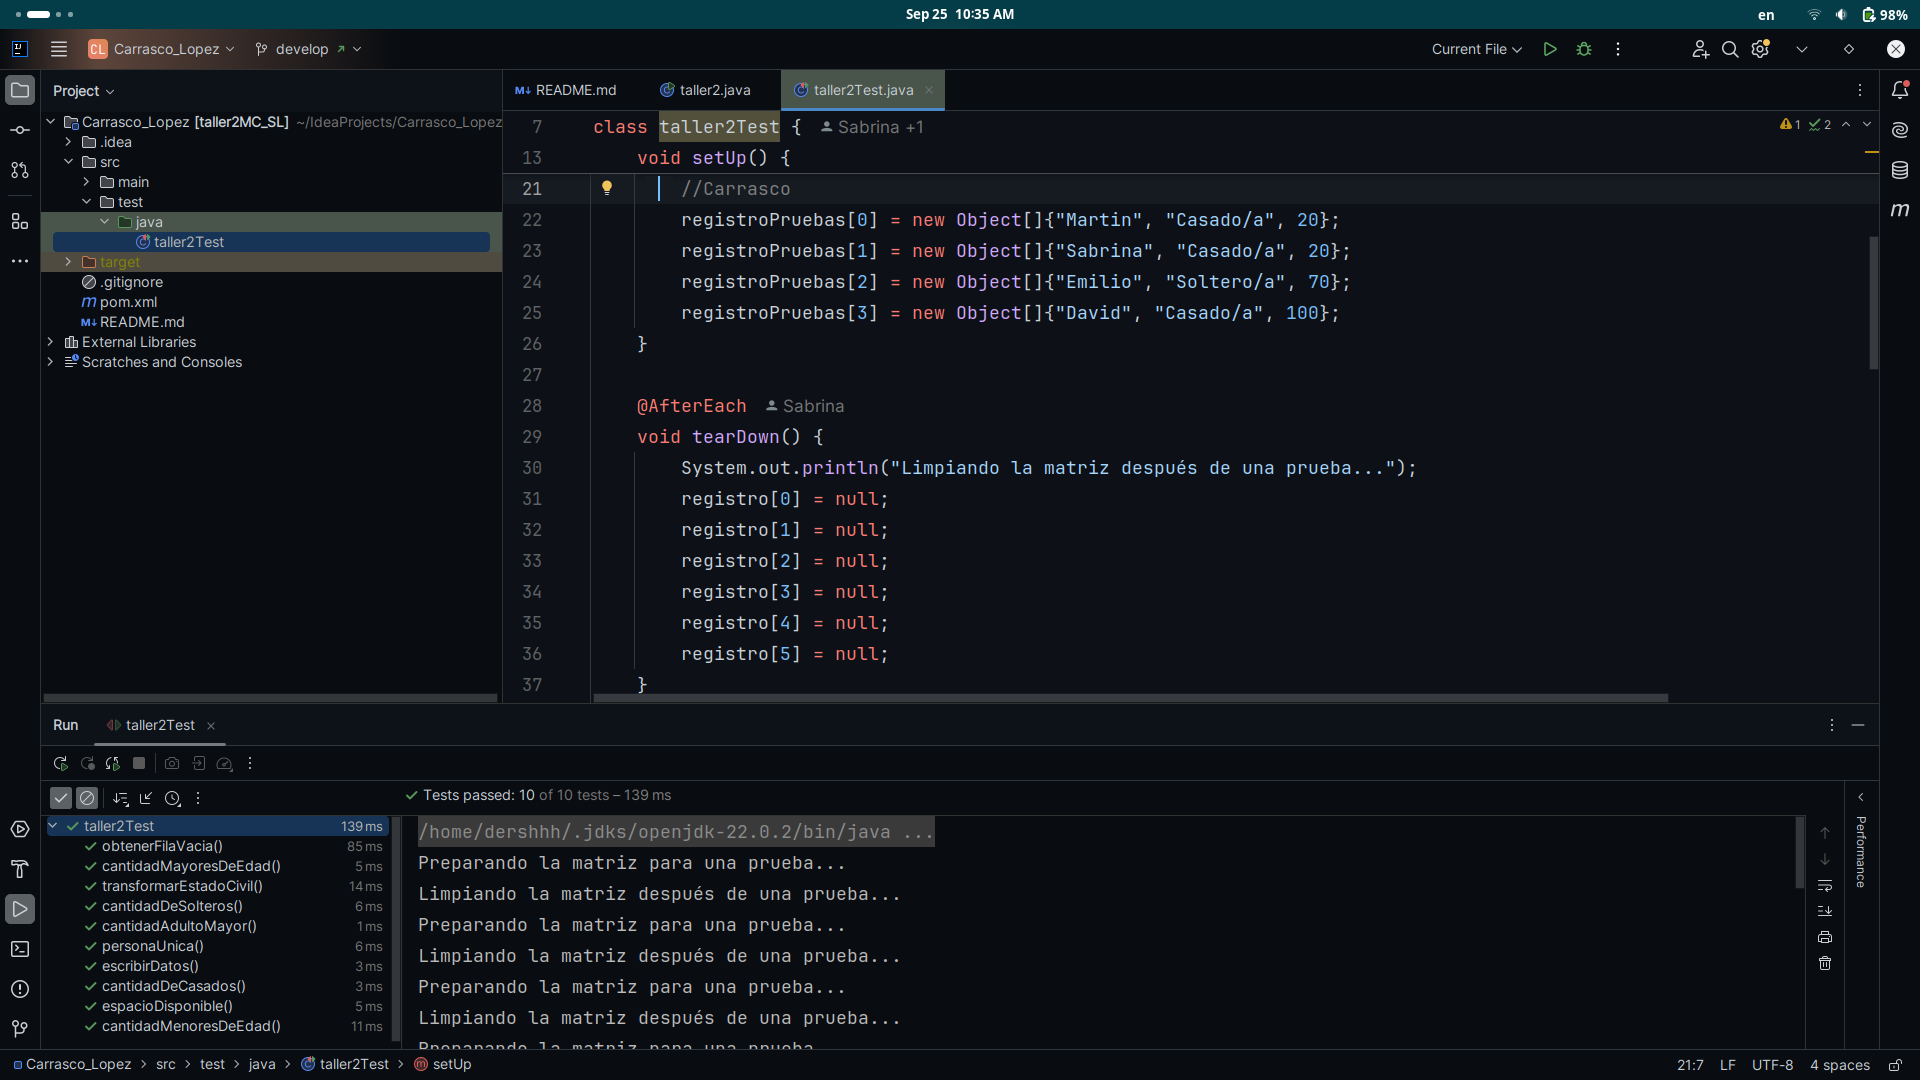 Sep 25 10:35 AM
en
98%
CL Carrasco_Lopez
develop
Current File
Project
README.md
taller2.java
taller2Test.java
Carrasco_Lopez [taller2MC_SL] ~/IdeaProjects/Carrasco_Lopez
.idea
src
main
test
java
taller2Test
target
.gitignore
m pom.xml
M↓ README.md
External Libraries
Scratches and Consoles
7 class taller2Test { Sabrina +1
1 2
13 void setUp() {
21 //Carrasco
22 registroPruebas[0] = new Object[]{"Martin", "Casado/a", 20};
23 registroPruebas[1] = new Object[]{"Sabrina", "Casado/a", 20};
24 registroPruebas[2] = new Object[]{"Emilio", "Soltero/a", 70};
25 registroPruebas[3] = new Object[]{"David", "Casado/a", 100};
26 }
27
28 @AfterEach Sabrina
29 void tearDown() {
30 System.out.println("Limpiando la matriz después de una prueba...");
31 registro[0] = null;
32 registro[1] = null;
33 registro[2] = null;
34 registro[3] = null;
35 registro[4] = null;
36 registro[5] = null;
37 }
Run taller2Test
Tests passed: 10 of 10 tests – 139 ms
taller2Test 139 ms
obtenerFilaVacia() 85 ms
cantidadMayoresDeEdad() 5 ms
transformarEstadoCivil() 14 ms
cantidadDeSolteros() 6 ms
cantidadAdultoMayor() 1 ms
personaUnica() 6 ms
escribirDatos() 3 ms
cantidadDeCasados() 3 ms
espacioDisponible() 5 ms
cantidadMenoresDeEdad() 11 ms
/home/dershhh/.jdks/openjdk-22.0.2/bin/java ...
Preparando la matriz para una prueba...
Limpiando la matriz después de una prueba...
Preparando la matriz para una prueba...
Limpiando la matriz después de una prueba...
Preparando la matriz para una prueba...
Limpiando la matriz después de una prueba...
Preparando la matriz para una prueba...
Performance
Carrasco_Lopez > src > test > java > taller2Test > m setUp
21:7 LF UTF-8 4 spaces